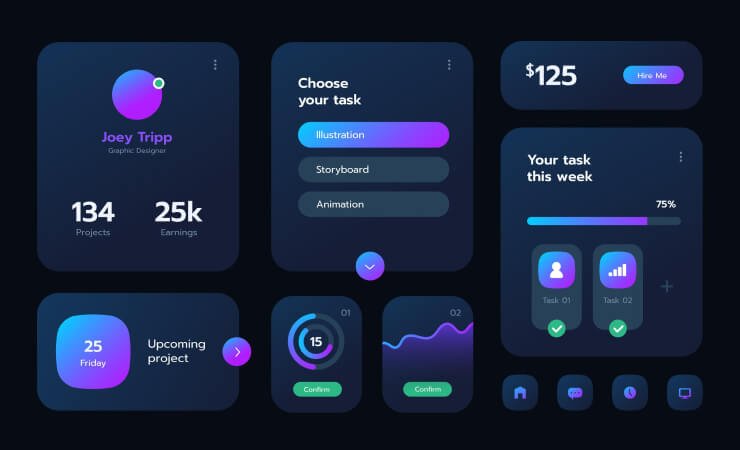 Joey Tripp
Graphic Designer
134
Projects
25k
Earnings
Choose
your task
Illustration
Storyboard
Animation
$125
Hire Me
Your task
this week
75%
Task 01
Task 02
25
Friday
Upcoming
project
01
15
Confirm
02
Confirm